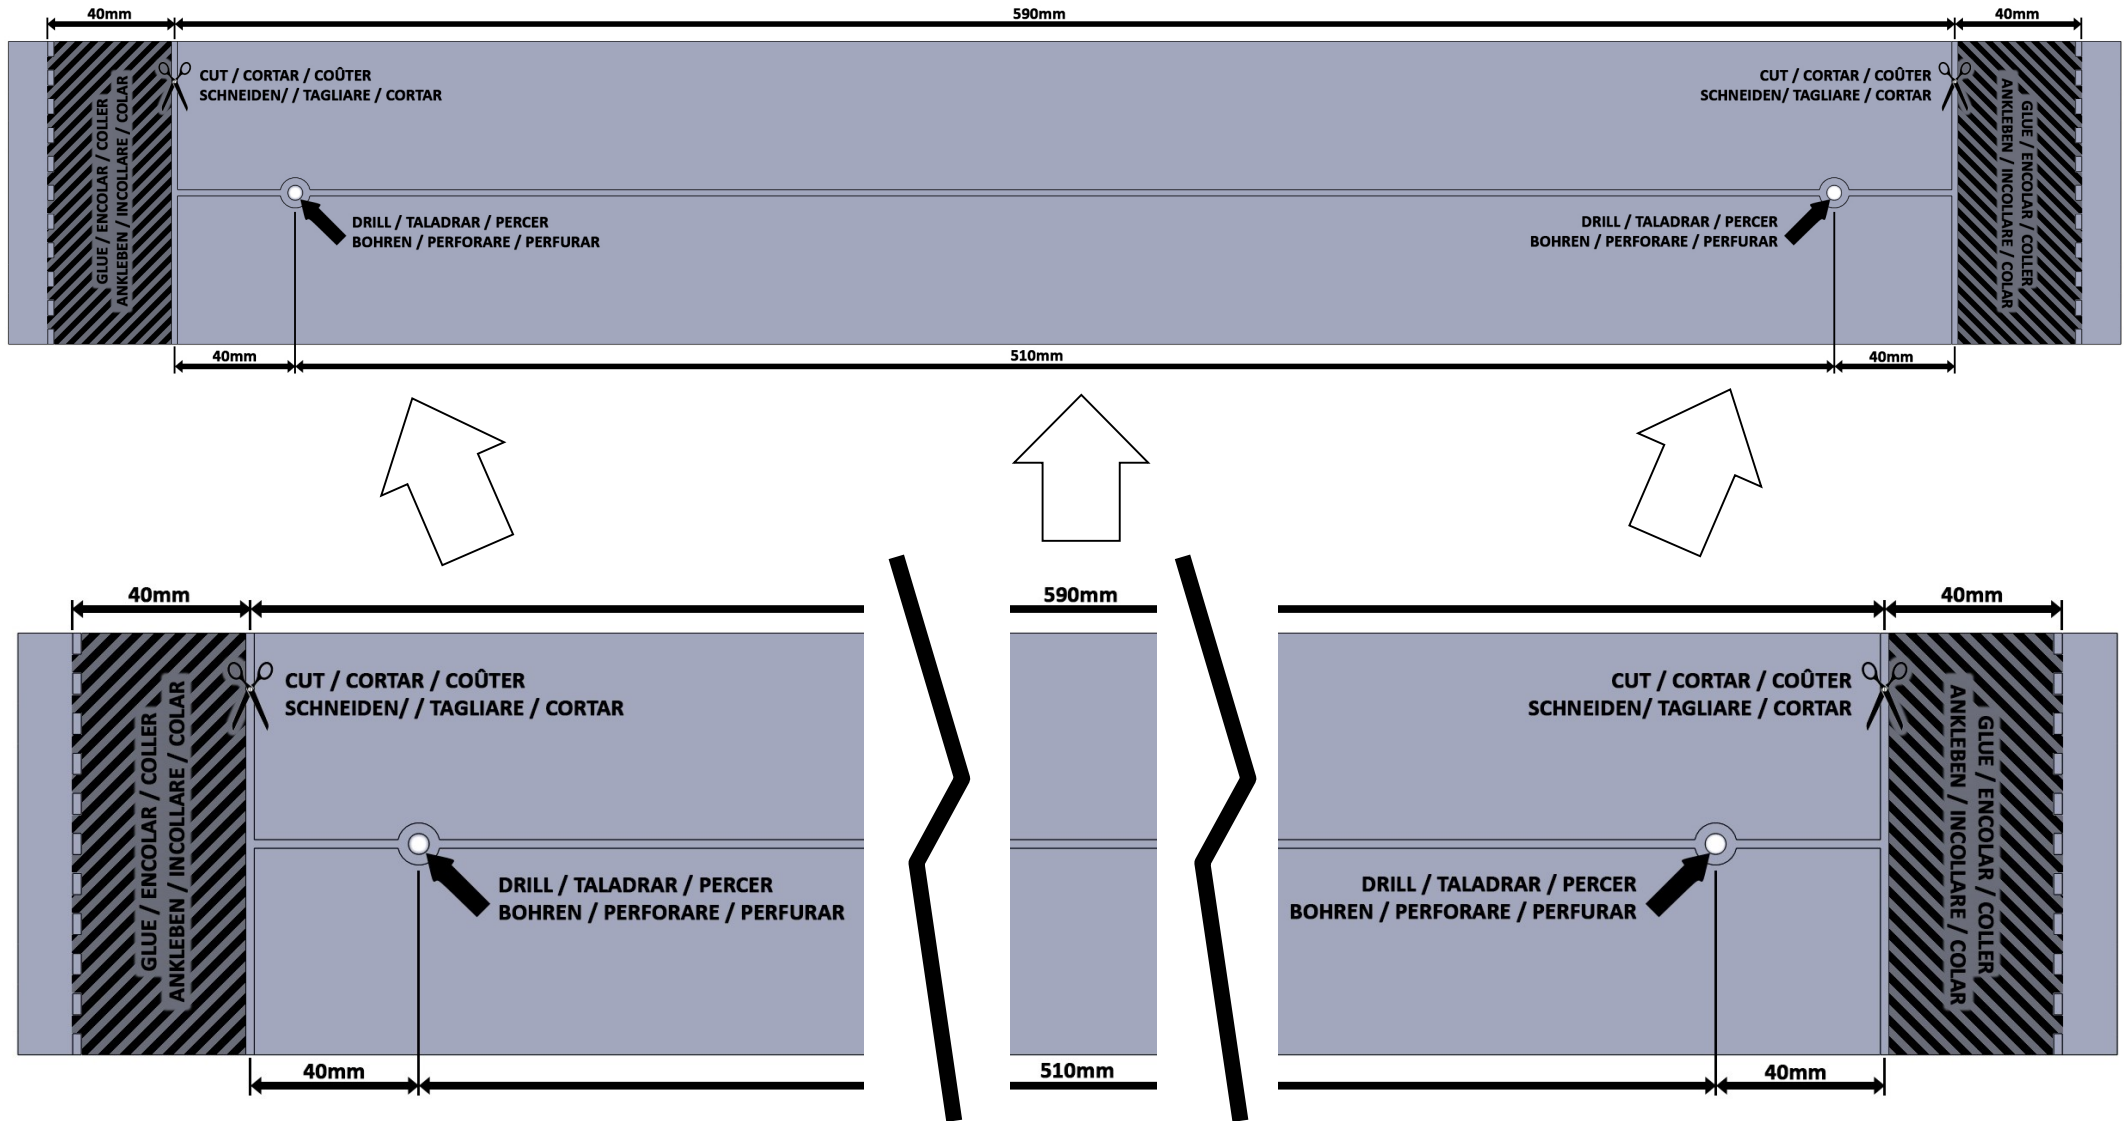 40mm
590mm
40mm
CUT / CORTAR / COÛTER
SCHNEIDEN/ / TAGLIARE / CORTAR
CUT / CORTAR / COÛTER
SCHNEIDEN/ TAGLIARE / CORTAR
GLUE / ENCOLAR / COLLER
ANKLEBEN / INCOLLARE / COLAR
GLUE / ENCOLAR / COLLER
ANKLEBEN / INCOLLARE / COLAR
DRILL / TALADRAR / PERCER
BOHREN / PERFORARE / PERFURAR
DRILL / TALADRAR / PERCER
BOHREN / PERFORARE / PERFURAR
40mm
510mm
40mm
40mm
590mm
40mm
CUT / CORTAR / COÛTER
SCHNEIDEN/ / TAGLIARE / CORTAR
CUT / CORTAR / COÛTER
SCHNEIDEN/ TAGLIARE / CORTAR
GLUE / ENCOLAR / COLLER
ANKLEBEN / INCOLLARE / COLAR
GLUE / ENCOLAR / COLLER
ANKLEBEN / INCOLLARE / COLAR
DRILL / TALADRAR / PERCER
BOHREN / PERFORARE / PERFURAR
DRILL / TALADRAR / PERCER
BOHREN / PERFORARE / PERFURAR
40mm
510mm
40mm